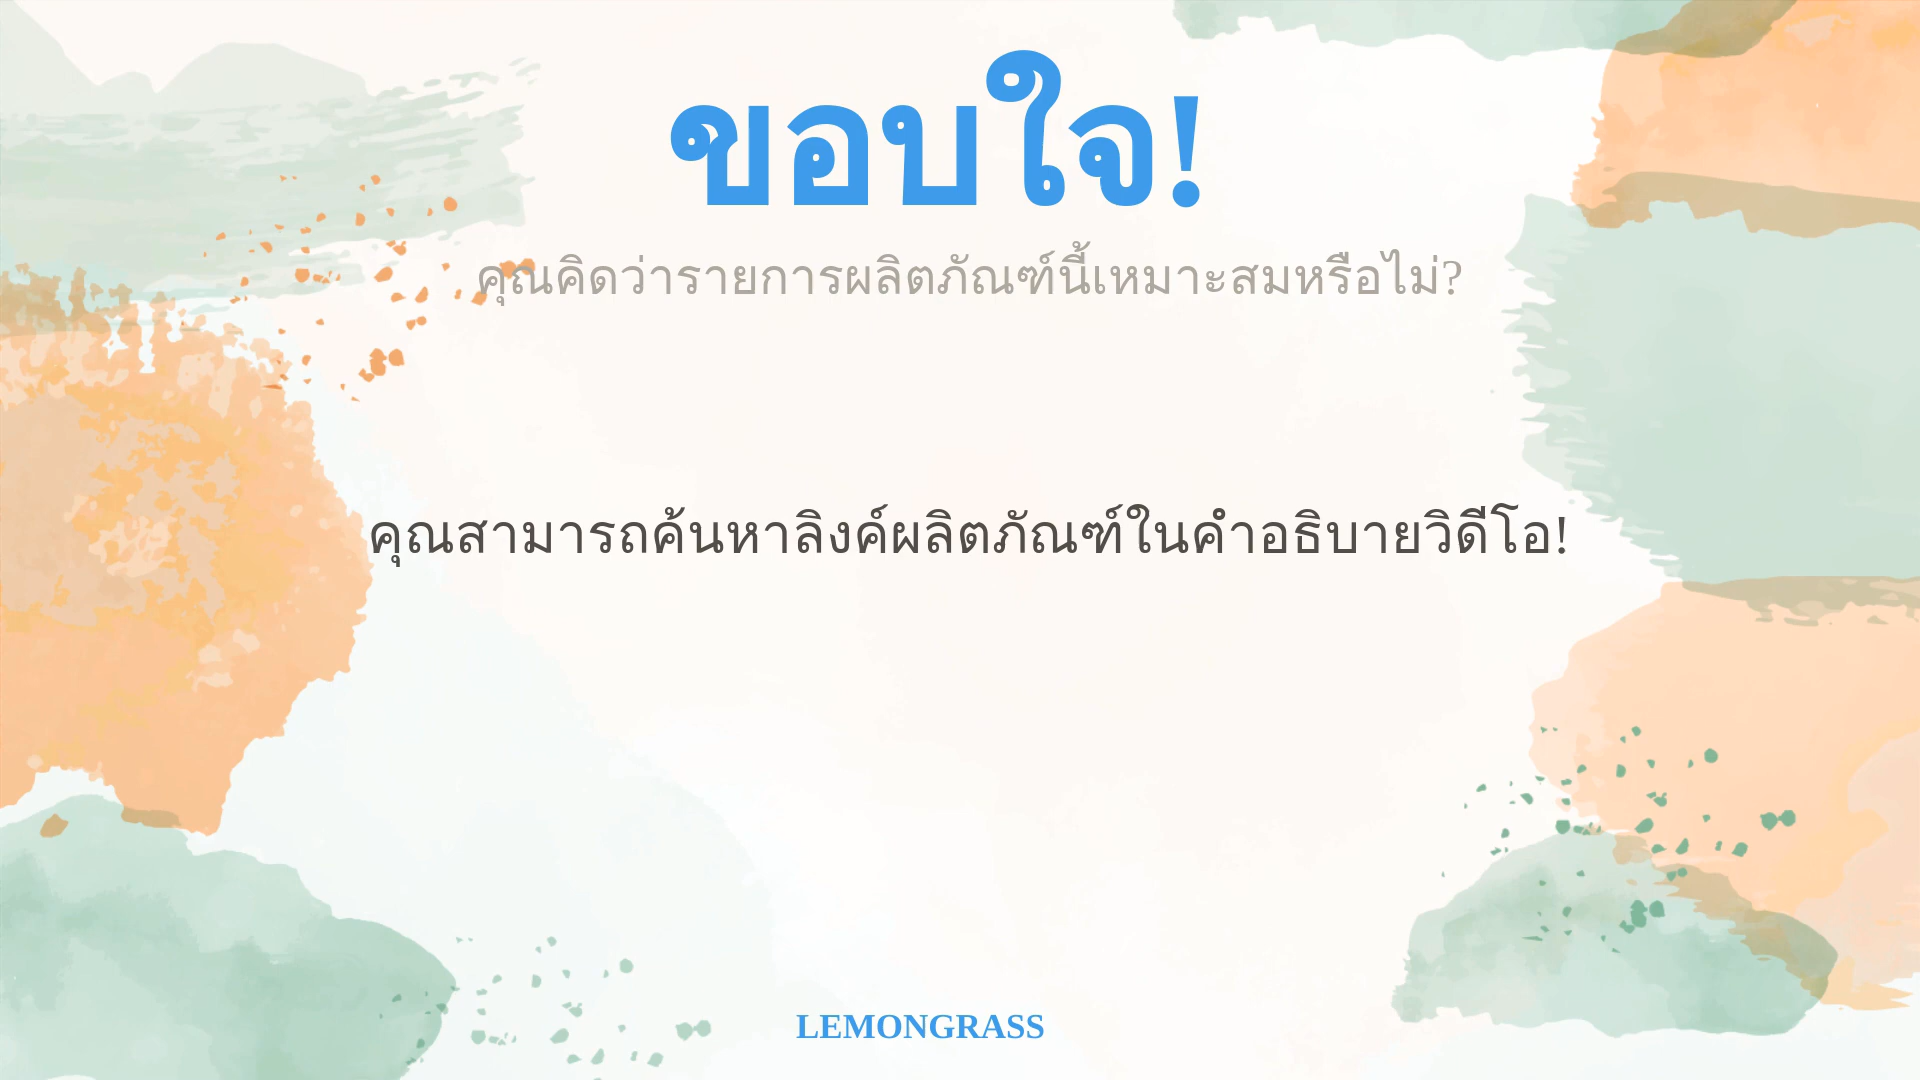 ขอบใจ!
คุณคิดว่ารายการผลิตภัณฑ์นี้เหมาะสมหรือไม่?
คุณสามารถค้นหาลิงค์ผลิตภัณฑ์ในคำอธิบายวิดีโอ!
LEMONGRASS